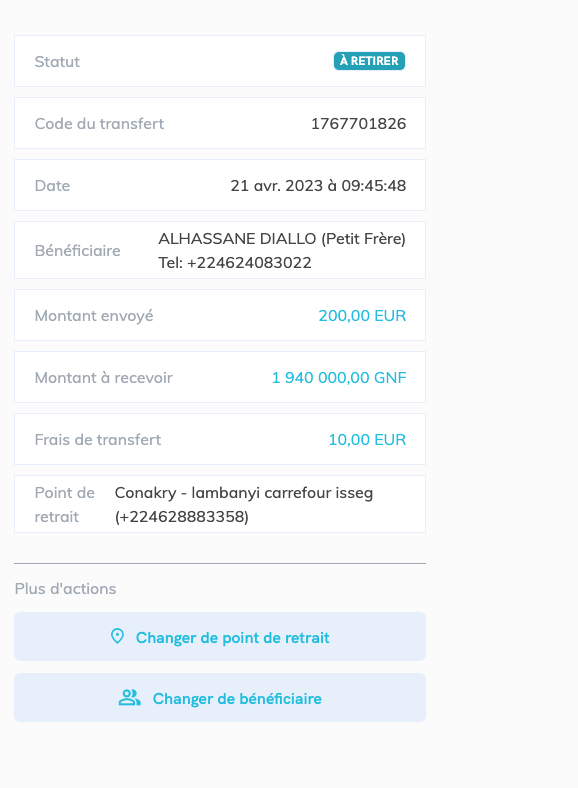 Statut À RETIRER
Code du transfert 1767701826
Date 21 avr. 2023 à 09:45:48
Bénéficiaire ALHASSANE DIALLO (Petit Frère)
Tel: +224624083022
Montant envoyé 200,00 EUR
Montant à recevoir 1 940 000,00 GNF
Frais de transfert 10,00 EUR
Point de retrait Conakry - lambanyi carrefour isseg
(+224628883358)
Plus d'actions
Changer de point de retrait
Changer de bénéficiaire